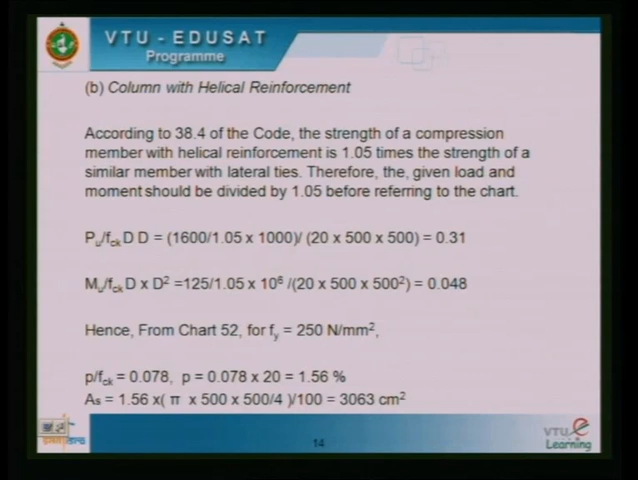 VTU - EDUSAT
Programme
(b) Column with Helical Reinforcement
According to 38.4 of the Code, the strength of a compression
member with helical reinforcement is 1.05 times the strength of a
similar member with lateral ties. Therefore, the, given load and
moment should be divided by 1.05 before referring to the chart.
Pᵤ/fck D D = (1600/1.05 x 1000)/ (20 x 500 x 500) = 0.31
Mᵤ/fck D x D² =125/1.05 x 10⁶ /(20 x 500 x 500²) = 0.048
Hence, From Chart 52, for fy = 250 N/mm²,
p/fck = 0.078, p = 0.078 x 20 = 1.56 %
As = 1.56 x( π x 500 x 500/4 )/100 = 3063 cm²
14
VTU e
Learning